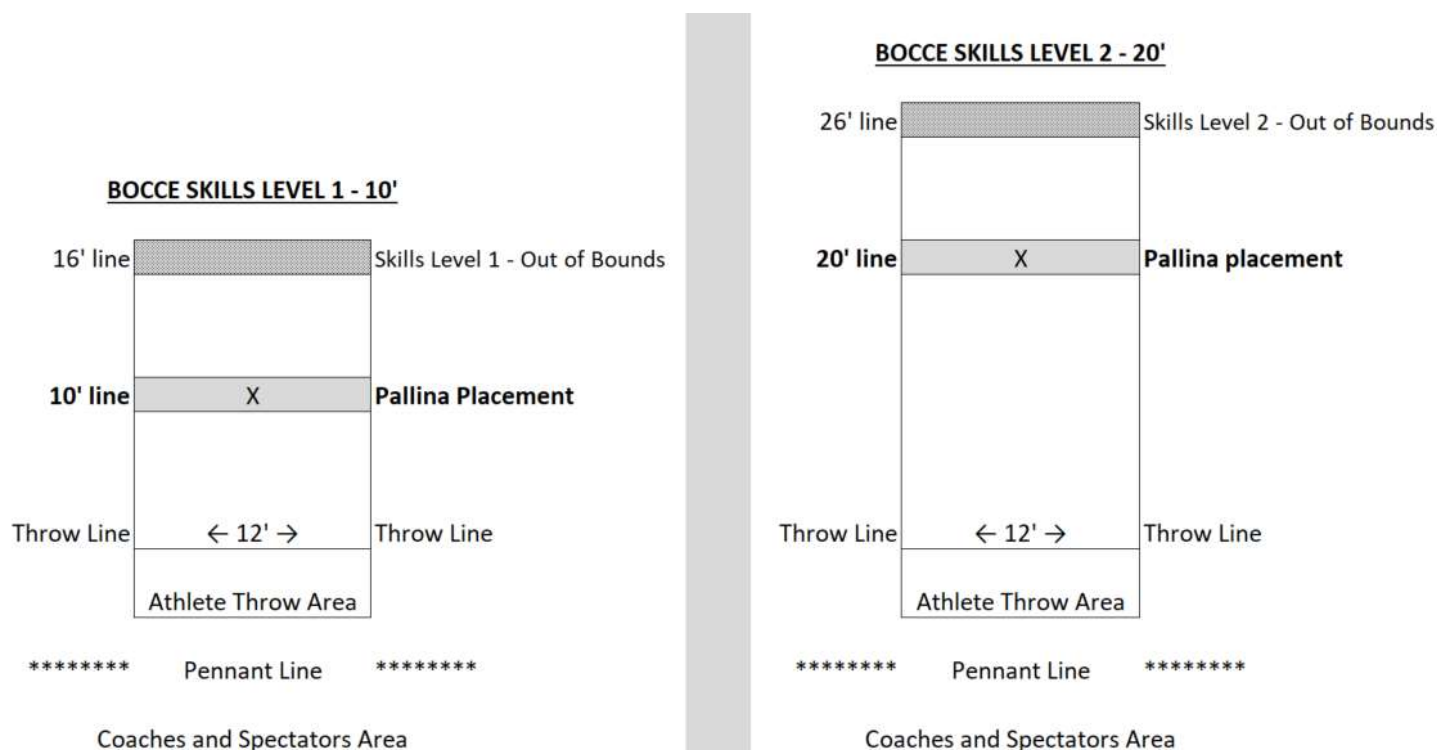 BOCCE SKILLS LEVEL 1 - 10'
16' line Skills Level 1 - Out of Bounds
10' line X Pallina Placement
Throw Line ← 12' → Throw Line
Athlete Throw Area
******** Pennant Line ********
Coaches and Spectators Area
BOCCE SKILLS LEVEL 2 - 20'
26' line Skills Level 2 - Out of Bounds
20' line X Pallina placement
Throw Line ← 12' → Throw Line
Athlete Throw Area
******** Pennant Line ********
Coaches and Spectators Area